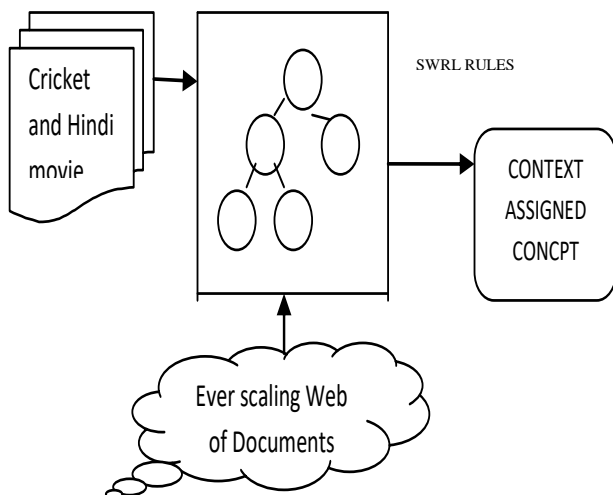 Cricket
and Hindi
movie
SWRL RULES
CONTEXT
ASSIGNED
CONCPT
Ever scaling Web
of Documents